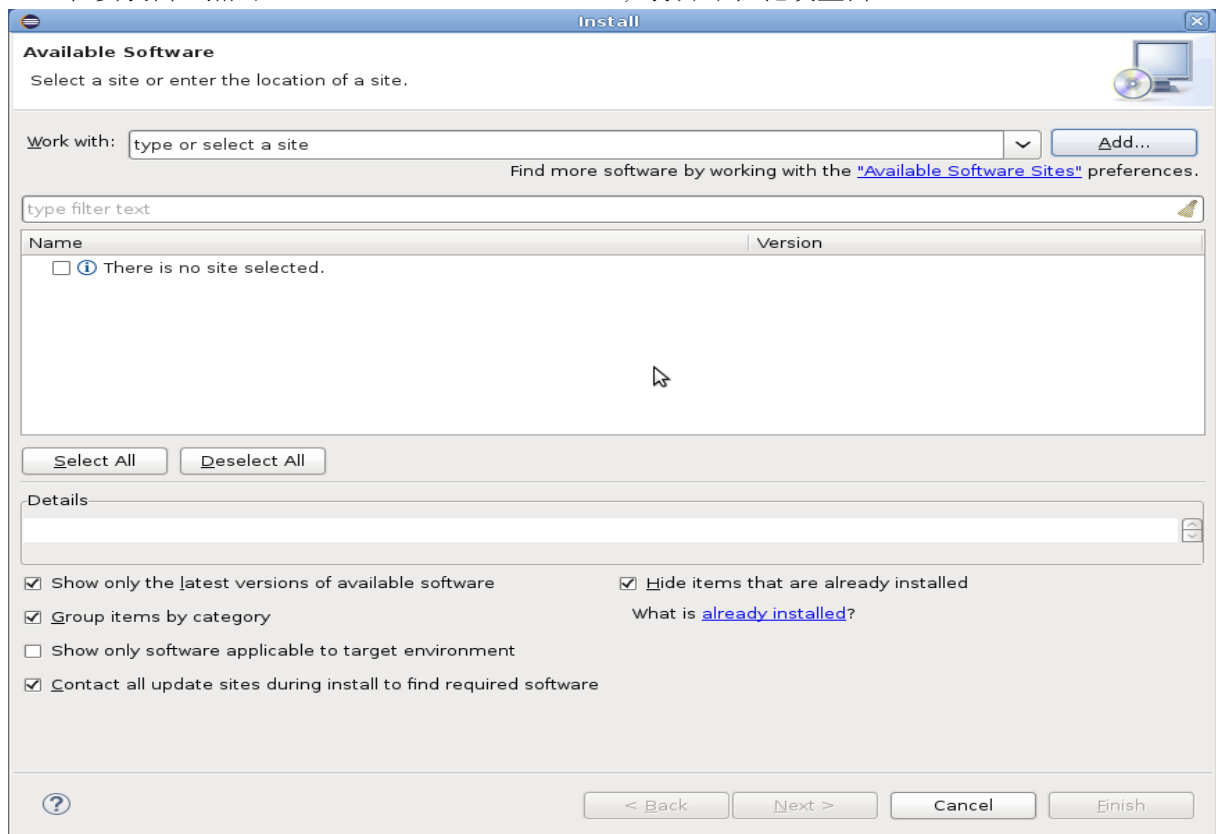 Install
Available Software
Select a site or enter the location of a site.
Work with: type or select a site Add...
Find more software by working with the "Available Software Sites" preferences.
type filter text
Name Version
There is no site selected.
Select All Deselect All
Details
Show only the latest versions of available software Hide items that are already installed
Group items by category What is already installed?
Show only software applicable to target environment
Contact all update sites during install to find required software
< Back Next > Cancel Finish